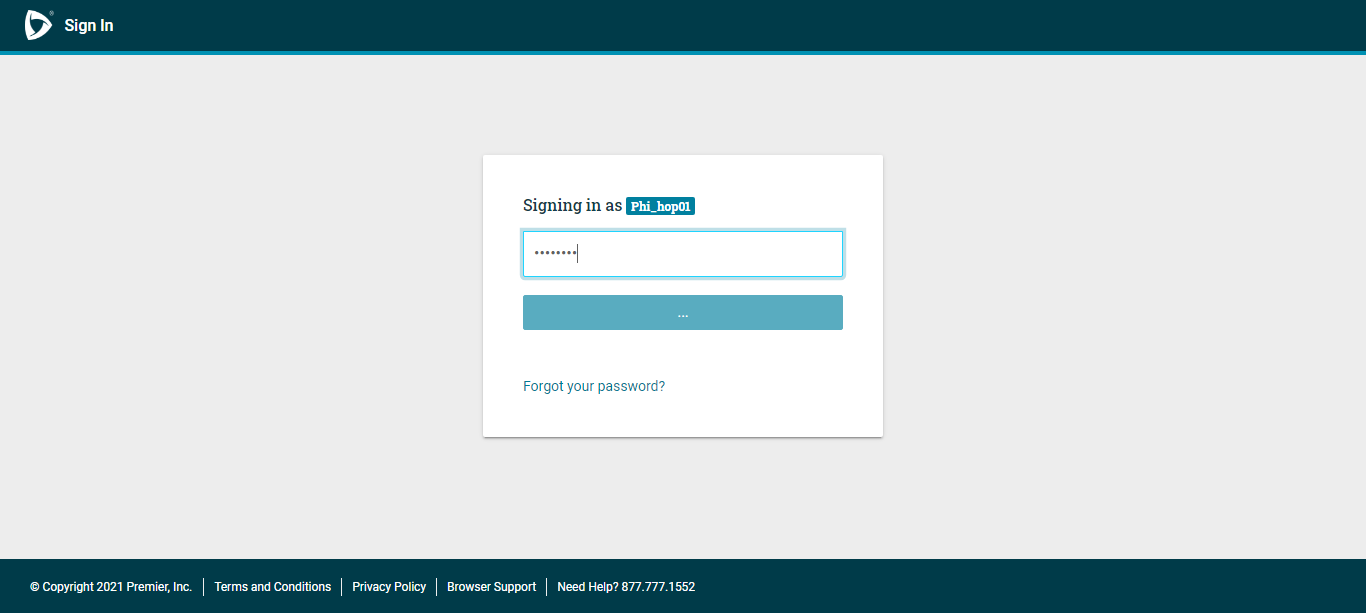 Sign In
Signing in as Phi_hop01
••••••••
...
Forgot your password?
© Copyright 2021 Premier, Inc. Terms and Conditions Privacy Policy Browser Support Need Help? 877.777.1552